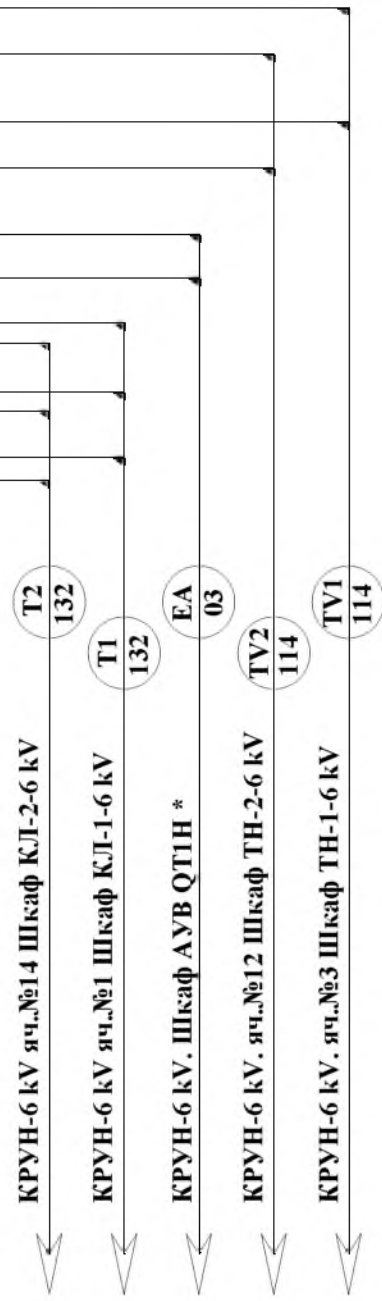 T2
132
КРУН-6 kV яч.№14 Шкаф КЛ-2-6 kV
T1
132
КРУН-6 kV яч.№1 Шкаф КЛ-1-6 kV
EA
03
КРУН-6 kV. Шкаф АУВ QT1H *
TV2
114
КРУН-6 kV. яч.№12 Шкаф ТН-2-6 kV
TV1
114
КРУН-6 kV. яч.№3 Шкаф ТН-1-6 kV